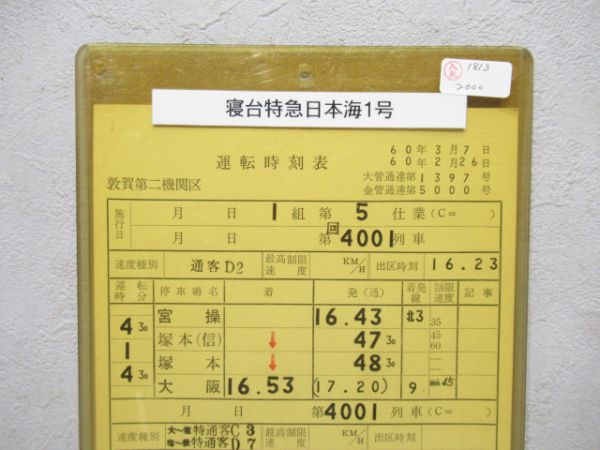 入札 1813
2000
寝台特急日本海1号
60年3月7日
運転時刻表 60年2月26日
大管通達第1397号
敦賀第二機関区 金管通達第5000号
施行日 月 日 1組 第 5 仕業 (C= )
月 日 第 回4001列車
速度種別 通客D2 最高制限速度 KM/H 出区時刻 16.23
運転時分 停車場名 着 発(通) 着発線 制限速度 記事
宮操 16.43 北3 35
4 30 塚本(信) ↓ 47 30 45 60
1 塚本 ↓ 48 30 — —
4 30 大阪 16.53 (17.20) 9 45
月 日 第4001列車 (C= )
速度種別 特通客C3 最高制限速度 KM/H 出区時刻
特通客D7